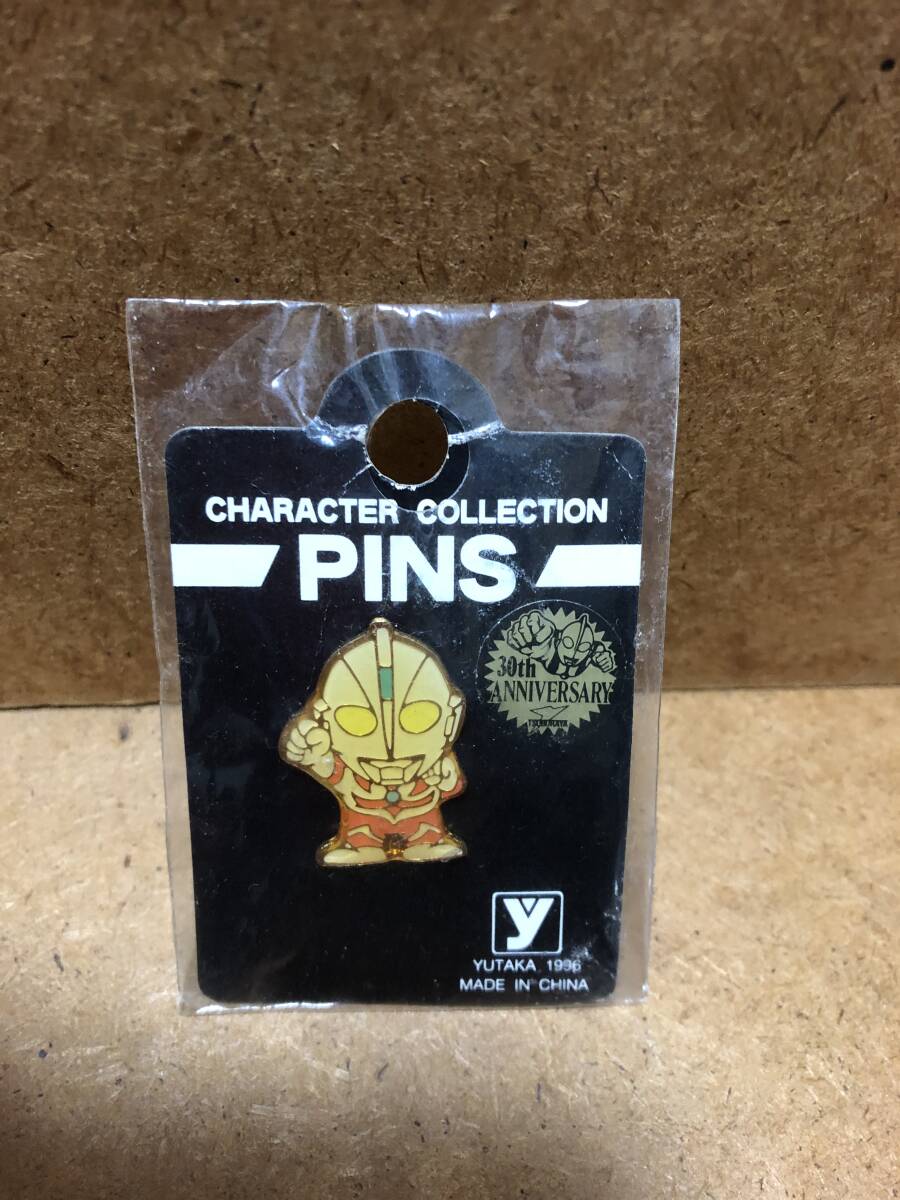 CHARACTER COLLECTION
PINS
30th
ANNIVERSARY
y
YUTAKA 1996
MADE IN CHINA